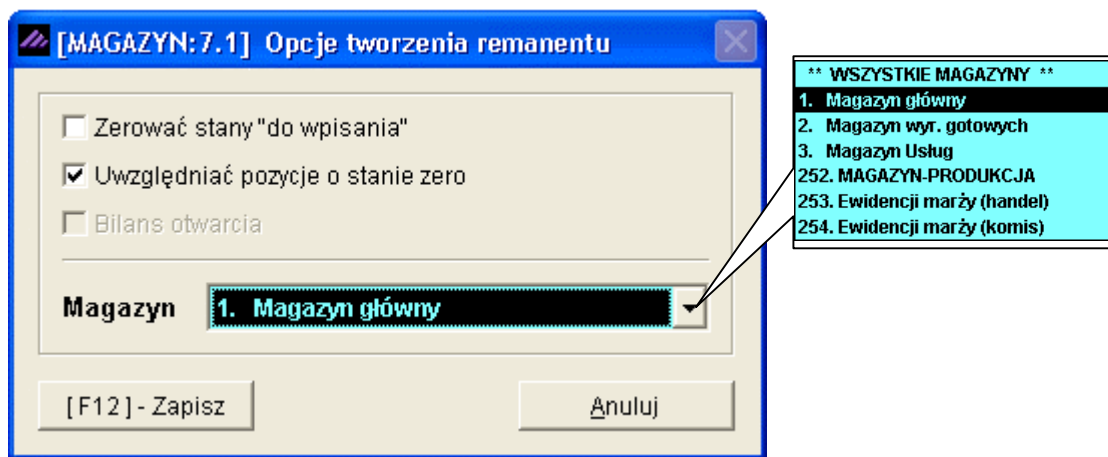 [MAGAZYN:7.1] Opcje tworzenia remanentu
Zerować stany "do wpisania"
Uwzględniać pozycje o stanie zero
Bilans otwarcia
Magazyn 1. Magazyn główny
[ F12 ] - Zapisz
Anuluj
** WSZYSTKIE MAGAZYNY **
1. Magazyn główny
2. Magazyn wyr. gotowych
3. Magazyn Usług
252. MAGAZYN-PRODUKCJA
253. Ewidencji marży (handel)
254. Ewidencji marży (komis)